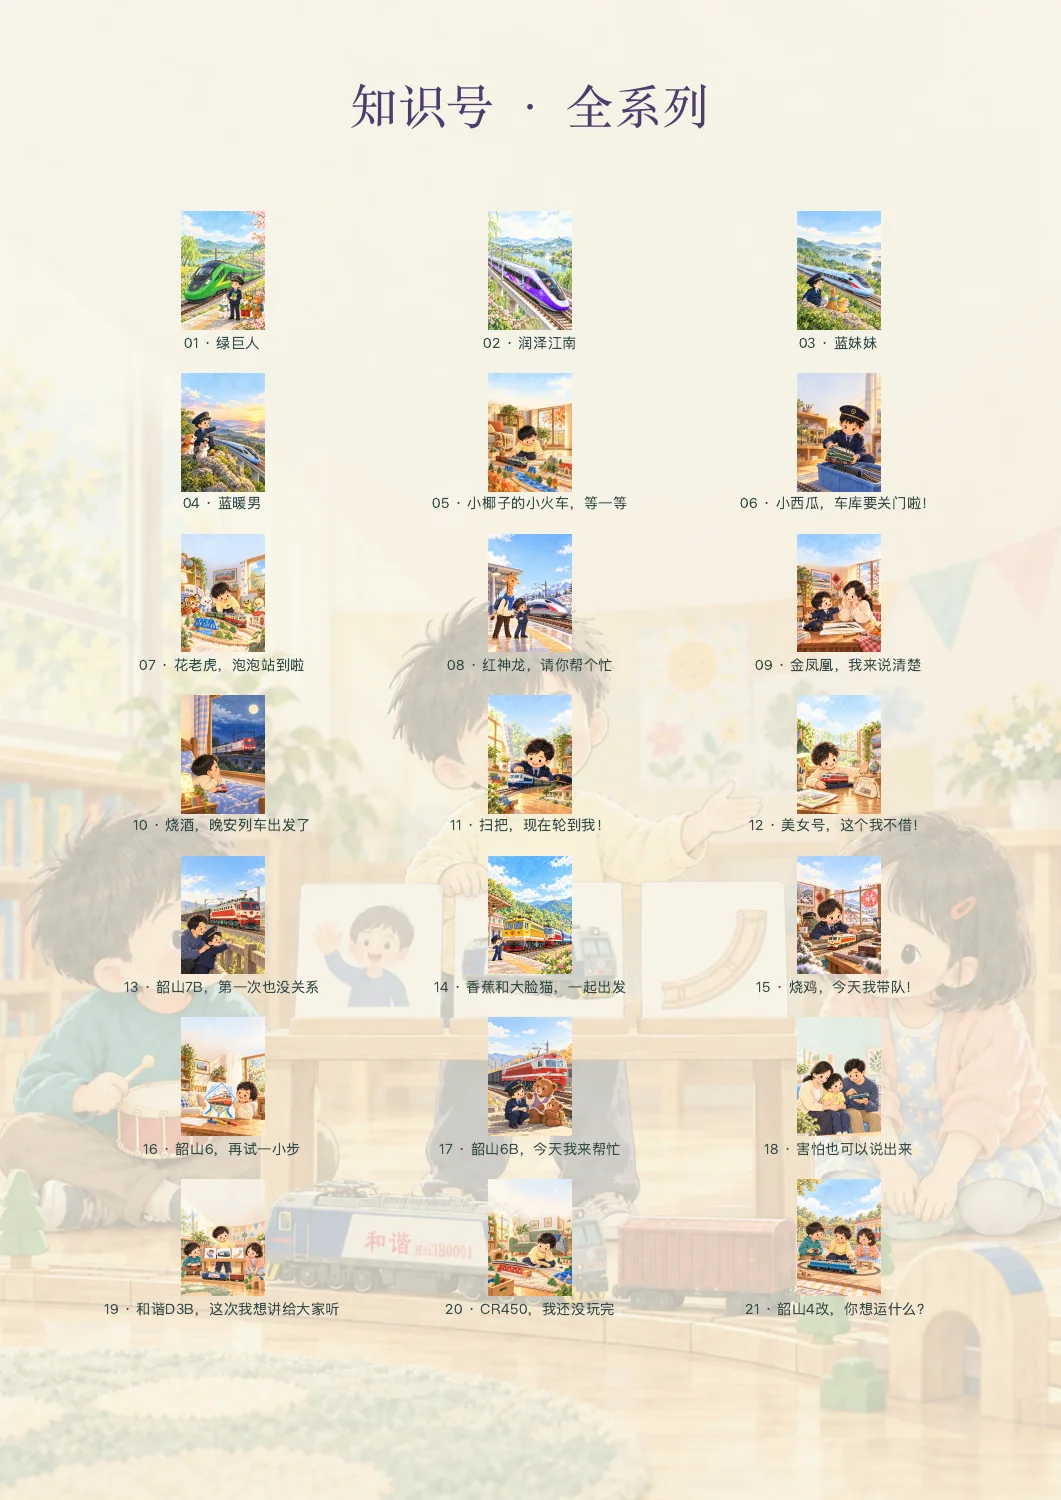 知识号 · 全系列
01 · 绿巨人
02 · 润泽江南
03 · 蓝妹妹
04 · 蓝暖男
05 · 小椰子的小火车，等一等
06 · 小西瓜，车库要关门啦！
07 · 花老虎，泡泡站到啦
08 · 红神龙，请你帮个忙
09 · 金凤凰，我来说清楚
10 · 烧酒，晚安列车出发了
11 · 扫把，现在轮到我！
12 · 美女号，这个我不借！
13 · 韶山7B，第一次也没关系
14 · 香蕉和大脸猫，一起出发
15 · 烧鸡，今天我带队！
16 · 韶山6，再试一小步
17 · 韶山6B，今天我来帮忙
18 · 害怕也可以说出来
和谐
19 · 和谐D3B，这次我想讲给大家听
20 · CR450，我还没玩完
21 · 韶山4改，你想运什么？